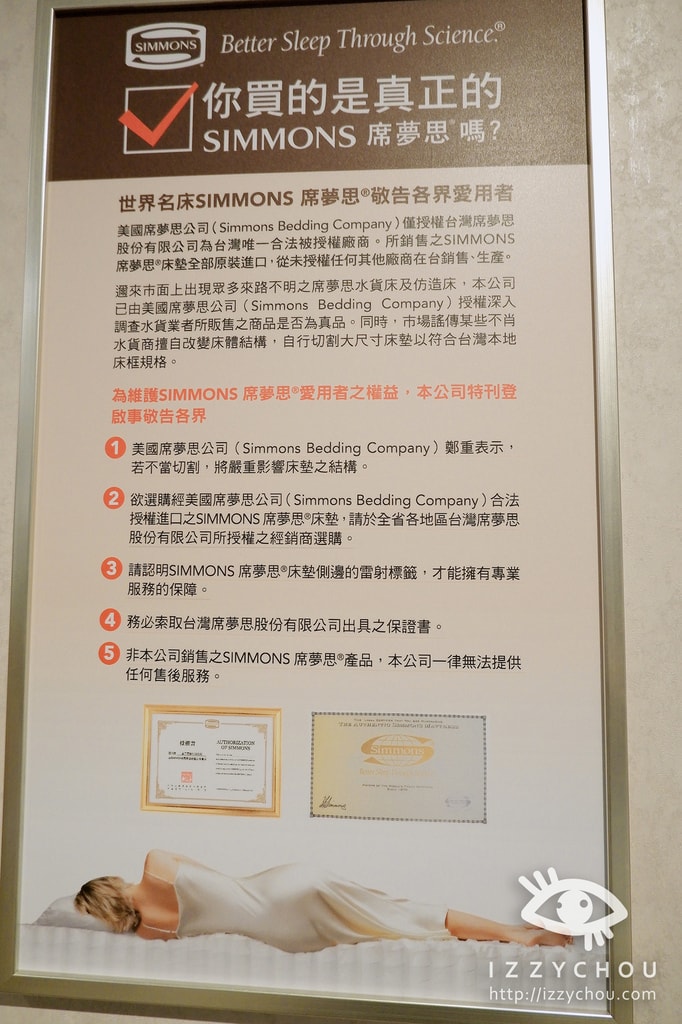 SIMMONS
Better Sleep Through Science.®
你買的是真正的
SIMMONS 席夢思®嗎?
世界名床SIMMONS 席夢思®敬告各界愛用者
美國席夢思公司(Simmons Bedding Company)僅授權台灣席夢思
股份有限公司為台灣唯一合法被授權廠商。所銷售之SIMMONS
席夢思®床墊全部原裝進口,從未授權任何其他廠商在台銷售、生產。
邇來市面上出現眾多來路不明之席夢思水貨床及仿造床,本公司
已由美國席夢思公司(Simmons Bedding Company)授權深入
調查水貨業者所販售之商品是否為真品。同時,市場謠傳某些不肖
水貨商擅自改變床體結構,自行切割大尺寸床墊以符合台灣本地
床框規格。
為維護SIMMONS 席夢思®愛用者之權益,本公司特刊登
啟事敬告各界
1 美國席夢思公司(Simmons Bedding Company)鄭重表示,
若不當切割,將嚴重影響床墊之結構。
2 欲選購經美國席夢思公司(Simmons Bedding Company)合法
授權進口之SIMMONS 席夢思®床墊,請於全省各地區台灣席夢思
股份有限公司所授權之經銷商選購。
3 請認明SIMMONS 席夢思®床墊側邊的雷射標籤,才能擁有專業
服務的保障。
4 務必索取台灣席夢思股份有限公司出具之保證書。
5 非本公司銷售之SIMMONS 席夢思®產品,本公司一律無法提供
任何售後服務。
授權書
AUTHORIZATION
OF SIMMONS
Simmons
Better Sleep Through Science
IZZYCHOU
http://izzychou.com